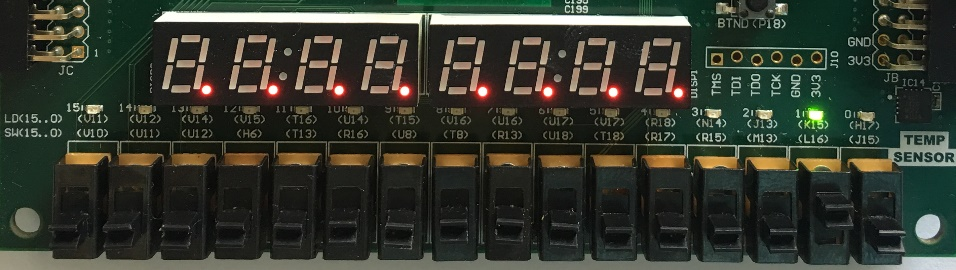 C199
BTND(P18)
1
JC
DISP1
TMS
TDI
TDO
TCK
GND
3V3
J10
GND
3V3
JB
IC14
15 14 13 12 11 10 9 8 7 6 5 4 3 2 1 0
LD(15..0) (V11) (V12) (V14) (V15) (T16) (U14) (T15) (V16) (U16) (U17) (V17) (R18) (N14) (J13) (K15) (H17)
SW(15..0) (V10) (U11) (U12) (H6) (T13) (R16) (U8) (T8) (R13) (U18) (T18) (R17) (R15) (M13) (L16) (J15)
TEMP
SENSOR